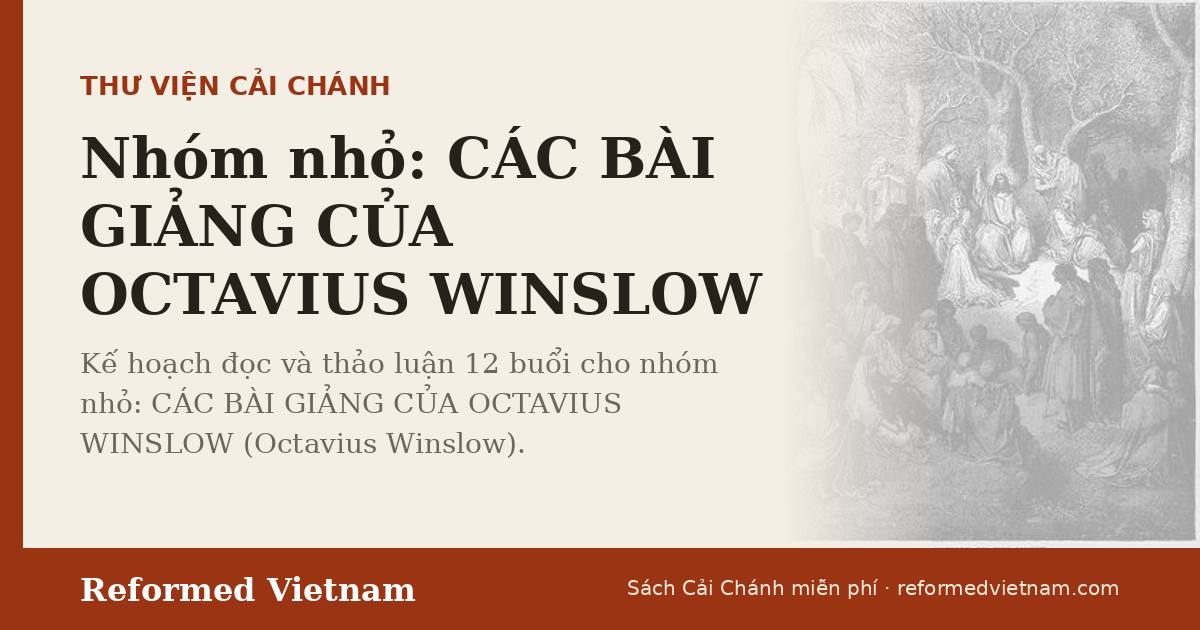 THƯ VIỆN CẢI CHÁNH
Nhóm nhỏ: CÁC BÀI
GIẢNG CỦA
OCTAVIUS WINSLOW
Kế hoạch đọc và thảo luận 12 buổi cho nhóm
nhỏ: CÁC BÀI GIẢNG CỦA OCTAVIUS
WINSLOW (Octavius Winslow).
Reformed Vietnam
Sách Cải Chánh miễn phí · reformedvietnam.com